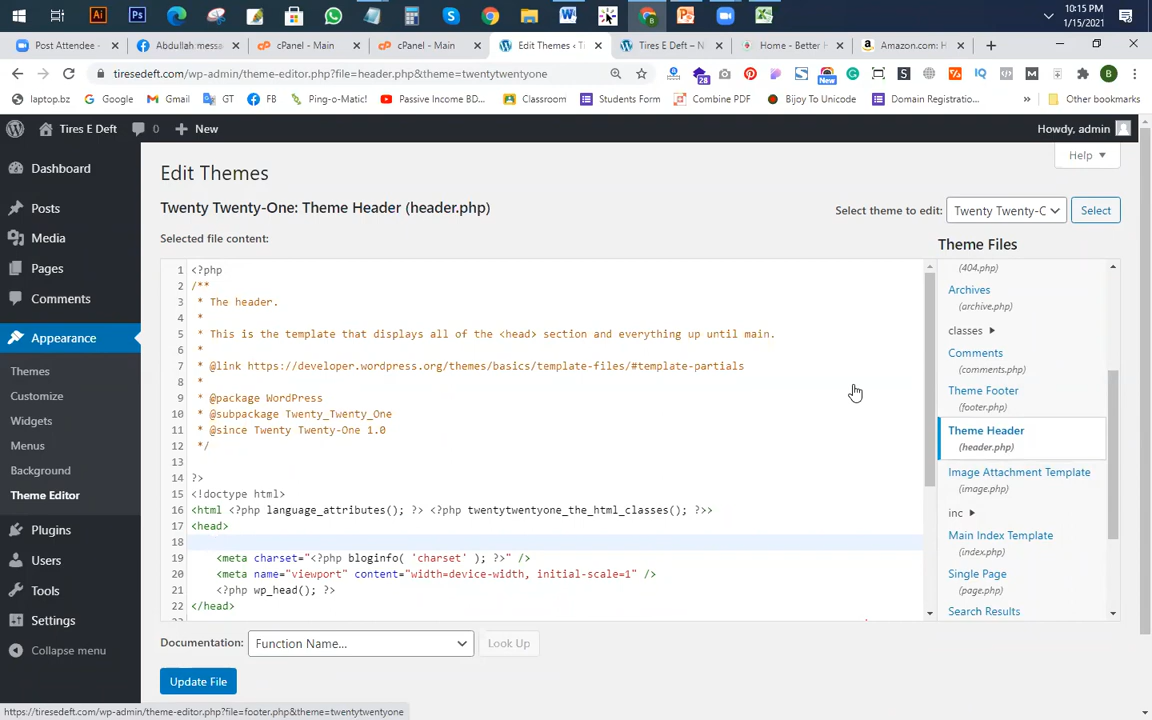 10:15 PM
1/15/2021
Post Attendee -
Abdullah messa
cPanel - Main
cPanel - Main
Edit Themes ‹ Ti
Tires E Deft – N
Home - Better H
Amazon.com: H
tiresedeft.com/wp-admin/theme-editor.php?file=header.php&theme=twentytwentyone
28
New
B
laptop.bz
Google
Gmail
GT
FB
Ping-o-Matic!
Passive Income BD...
Classroom
Students Form
Combine PDF
Bijoy To Unicode
Domain Registratio...
»
Other bookmarks
Tires E Deft
0
New
Howdy, admin
Dashboard
Posts
Media
Pages
Comments
Appearance
Themes
Customize
Widgets
Menus
Background
Theme Editor
Plugins
Users
Tools
Settings
Collapse menu
Help
Edit Themes
Twenty Twenty-One: Theme Header (header.php)
Select theme to edit: Twenty Twenty-C Select
Selected file content:
1 <?php
2 /**
3 * The header.
4 *
5 * This is the template that displays all of the <head> section and everything up until main.
6 *
7 * @link https://developer.wordpress.org/themes/basics/template-files/#template-partials
8 *
9 * @package WordPress
10 * @subpackage Twenty_Twenty_One
11 * @since Twenty Twenty-One 1.0
12 */
13
14 ?>
15 <!doctype html>
16 <html <?php language_attributes(); ?> <?php twentytwentyone_the_html_classes(); ?>>
17 <head>
18
19 <meta charset="<?php bloginfo( 'charset' ); ?>" />
20 <meta name="viewport" content="width=device-width, initial-scale=1" />
21 <?php wp_head(); ?>
22 </head>
Theme Files
(404.php)
Archives
(archive.php)
classes
Comments
(comments.php)
Theme Footer
(footer.php)
Theme Header
(header.php)
Image Attachment Template
(image.php)
inc
Main Index Template
(index.php)
Single Page
(page.php)
Search Results
Documentation: Function Name... Look Up
Update File
https://tiresedeft.com/wp-admin/theme-editor.php?file=footer.php&theme=twentytwentyone